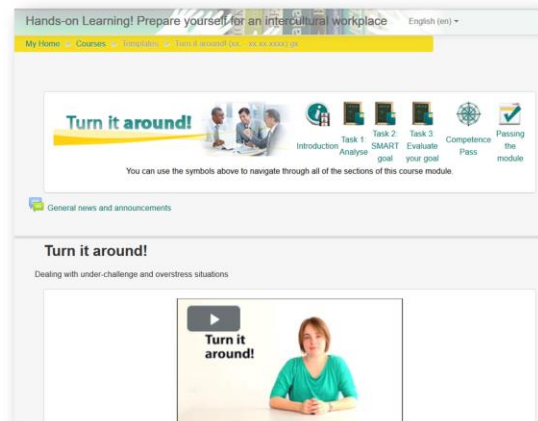 Hands-on Learning! Prepare yourself for an intercultural workplace
English (en)
My Home
Courses
Templates
Turn it around!
Turn it around!
Introduction
Task 1:
Analyse
Task 2:
SMART
goal
Task 3:
Evaluate
your goal
Competence
Pass
Passing
the
module
You can use the symbols above to navigate through all of the sections of this course module.
General news and announcements
Turn it around!
Dealing with under-challenge and overstress situations
Turn it
around!